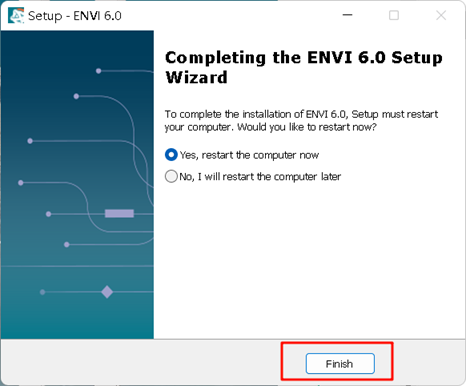 Setup - ENVI 6.0
Completing the ENVI 6.0 Setup
Wizard
To complete the installation of ENVI 6.0, Setup must restart
your computer. Would you like to restart now?
Yes, restart the computer now
No, I will restart the computer later
Finish